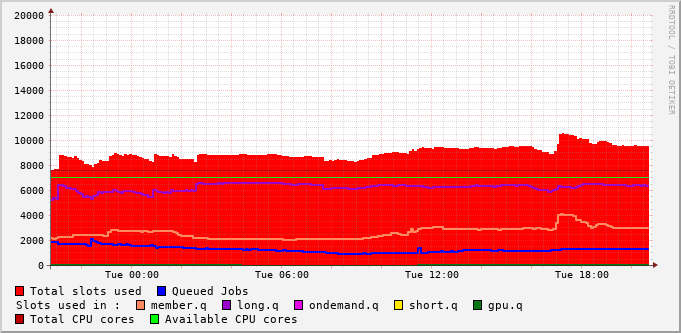 RRDTOOL / TOBI OETIKER
20000
18000
16000
14000
12000
10000
8000
6000
4000
2000
0
Tue 00:00 Tue 06:00 Tue 12:00 Tue 18:00
Total slots used Queued Jobs
Slots used in : member.q long.q ondemand.q short.q gpu.q
Total CPU cores Available CPU cores